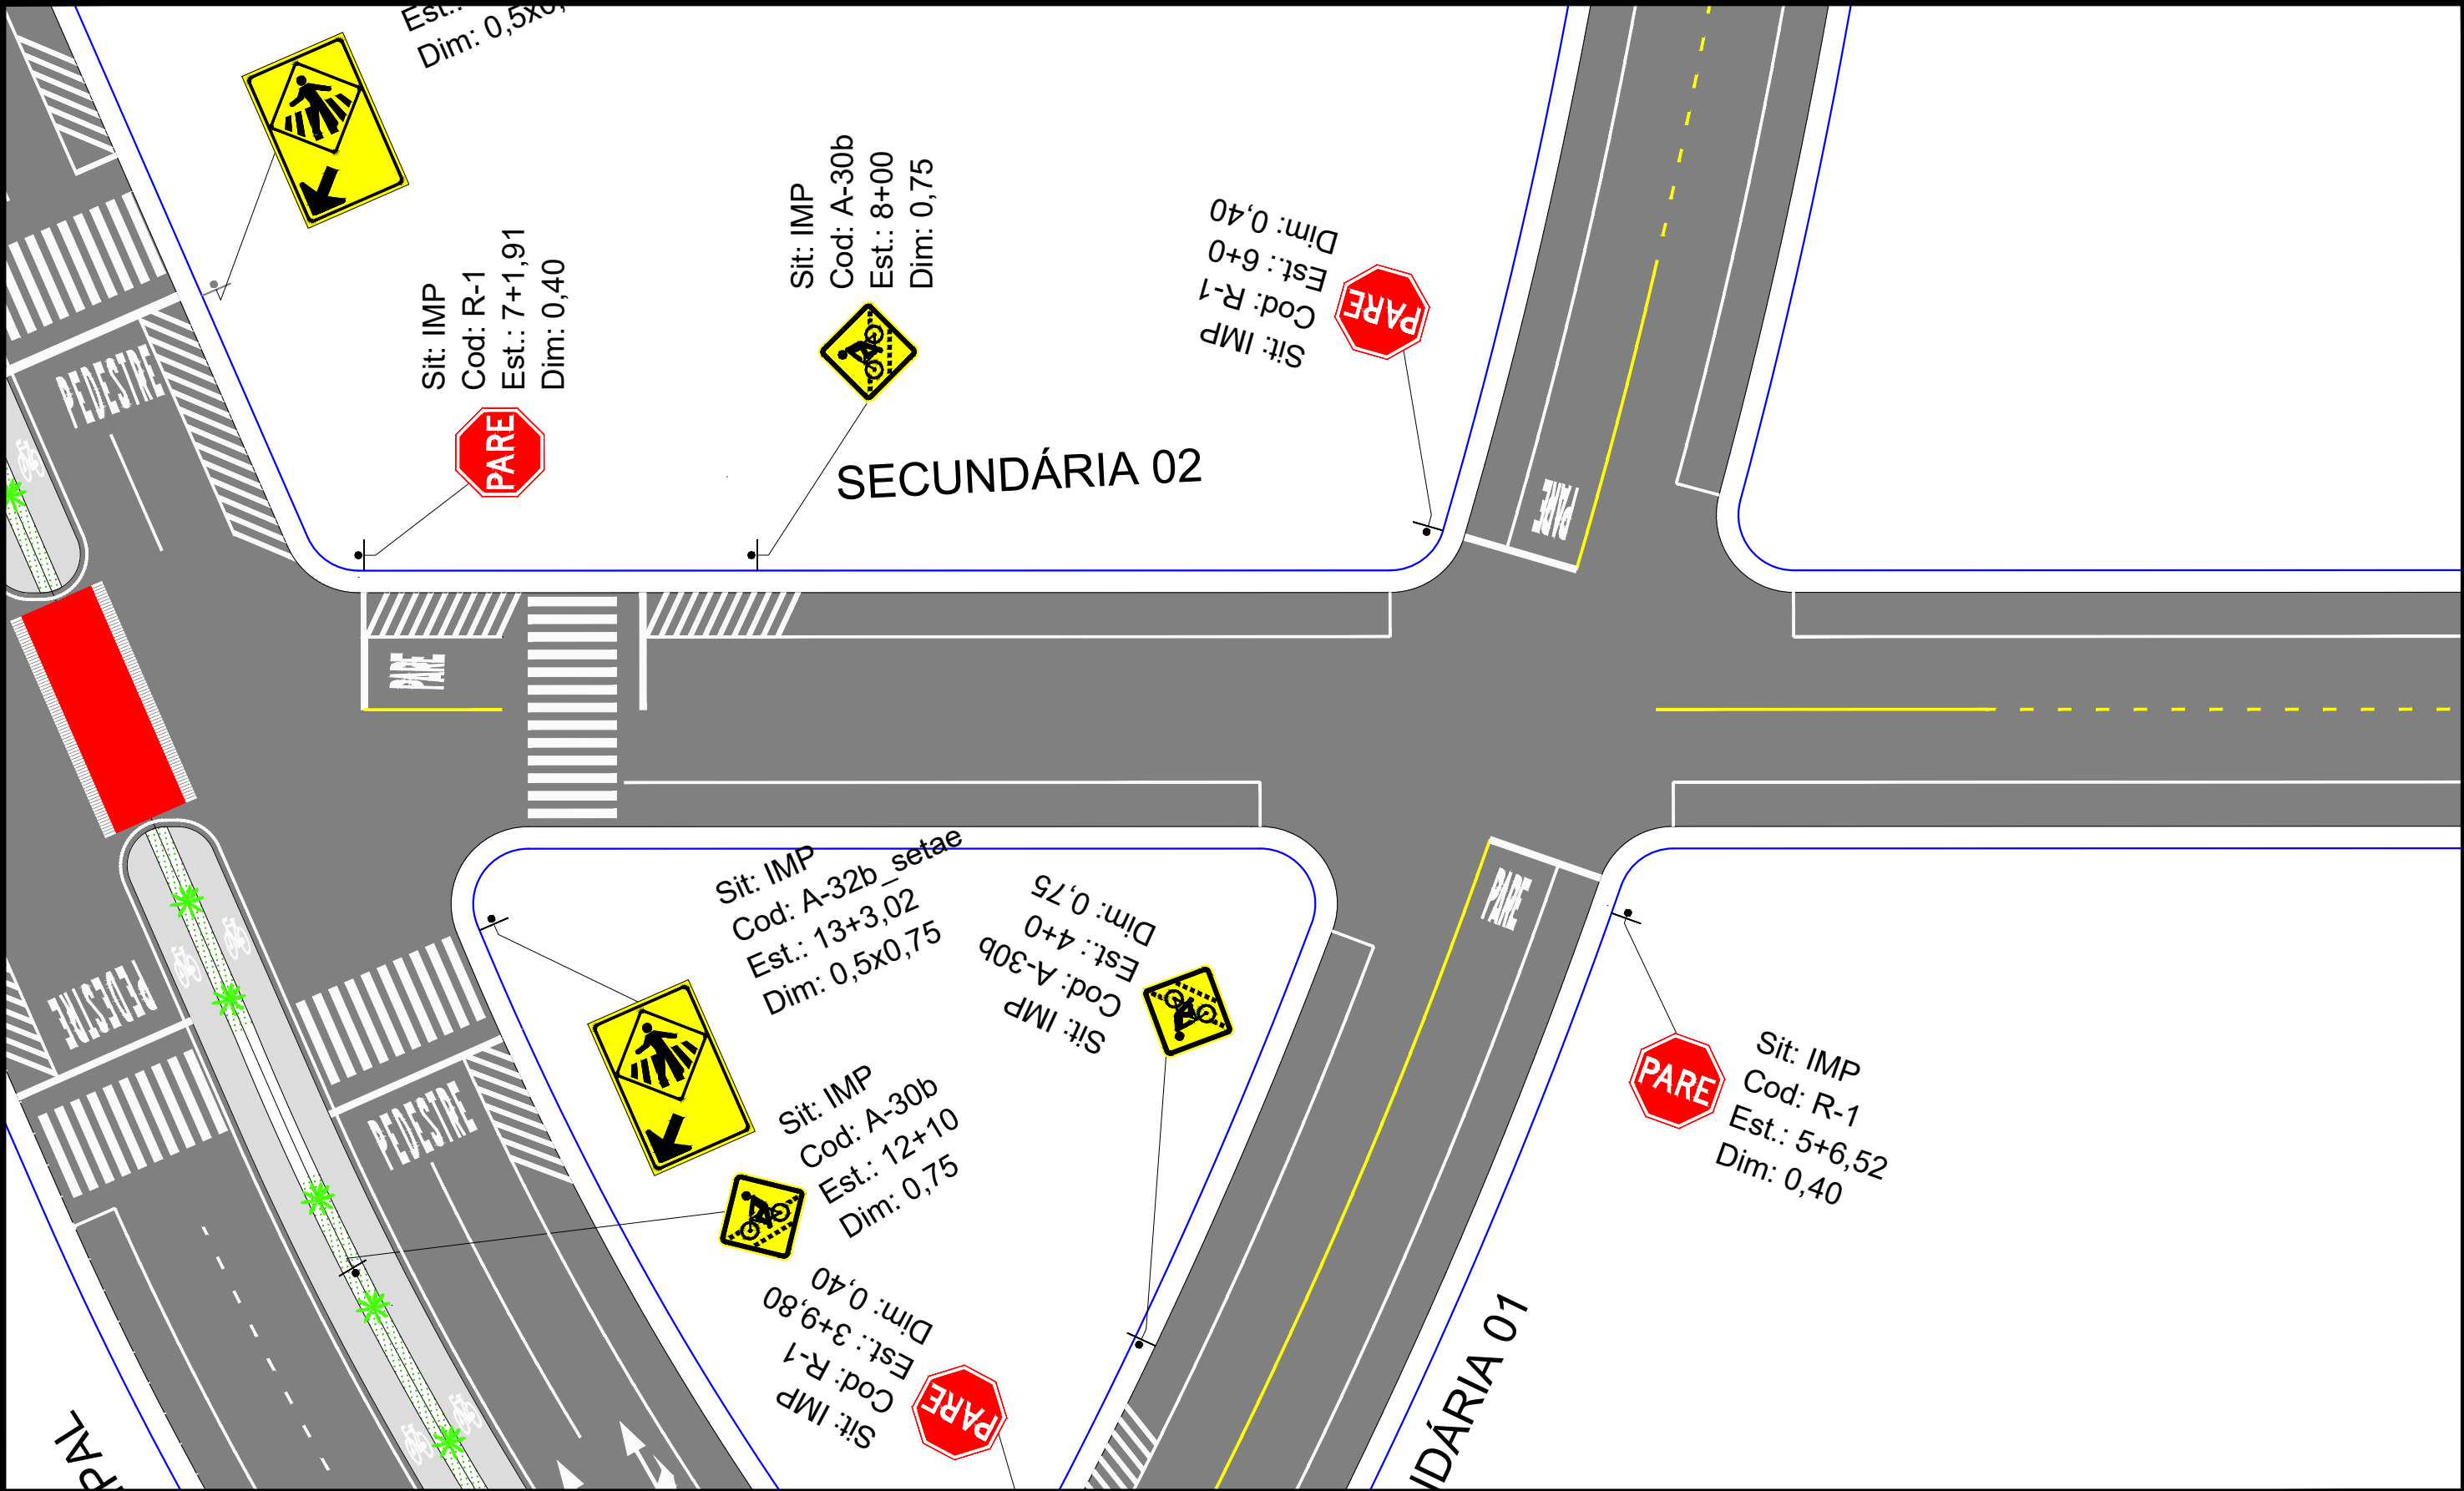 Est.:
Dim: 0,5x0,
Sit: IMP
Cod: R-1
Est.: 7+1,91
Dim: 0,40
PARE
Sit: IMP
Cod: A-30b
Est.: 8+00
Dim: 0,75
Sit: IMP
Cod: R-1
Est.: 6+0
Dim: 0,40
PARE
SECUNDÁRIA 02
PEDESTRE
PARE
PARE
PARE
Sit: IMP
Cod: A-32b_setae
Est.: 13+3,02
Dim: 0,5x0,75
Sit: IMP
Cod: A-30b
Est.: 4+0
Dim: 0,75
PEDESTRE
PEDESTRE
Sit: IMP
Cod: A-30b
Est.: 12+10
Dim: 0,75
PARE
Sit: IMP
Cod: R-1
Est.: 5+6,52
Dim: 0,40
Sit: IMP
Cod: R-1
Est.: 3+9,80
Dim: 0,40
PARE
NDÁRIA 01
PAL